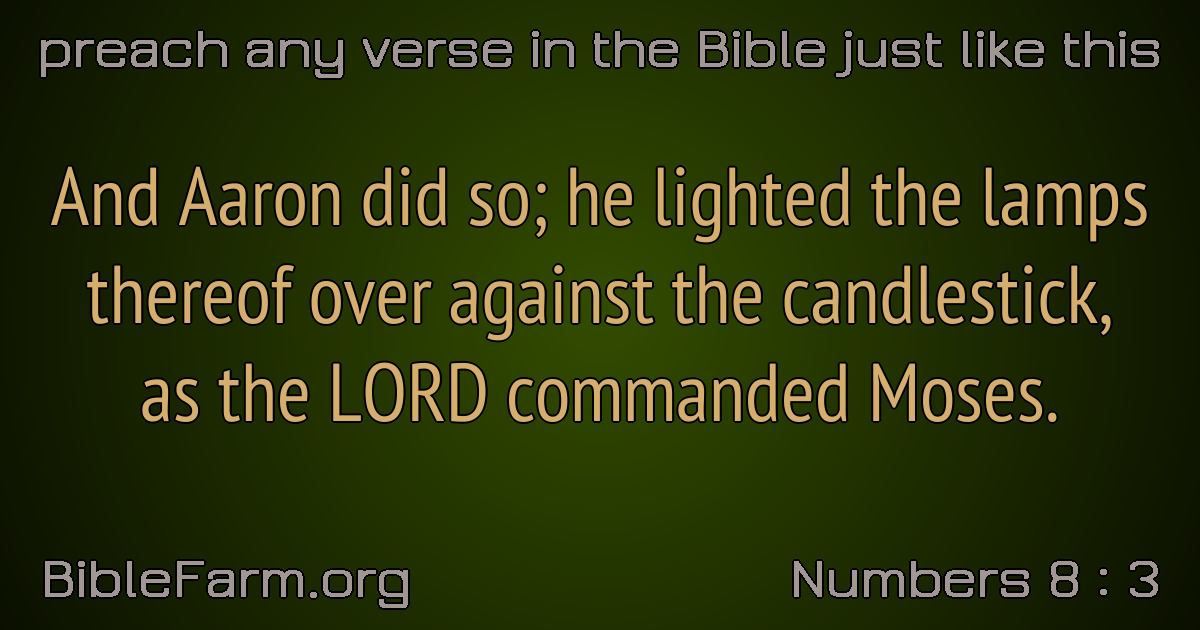 preach any verse in the Bible just like this
And Aaron did so; he lighted the lamps
thereof over against the candlestick,
as the LORD commanded Moses.
BibleFarm.org
Numbers 8 : 3